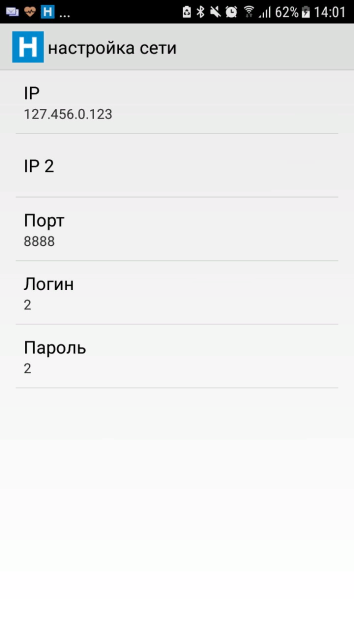 H ... 62% 14:01
H настройка сети
IP
127.456.0.123
IP 2
Порт
8888
Логин
2
Пароль
2